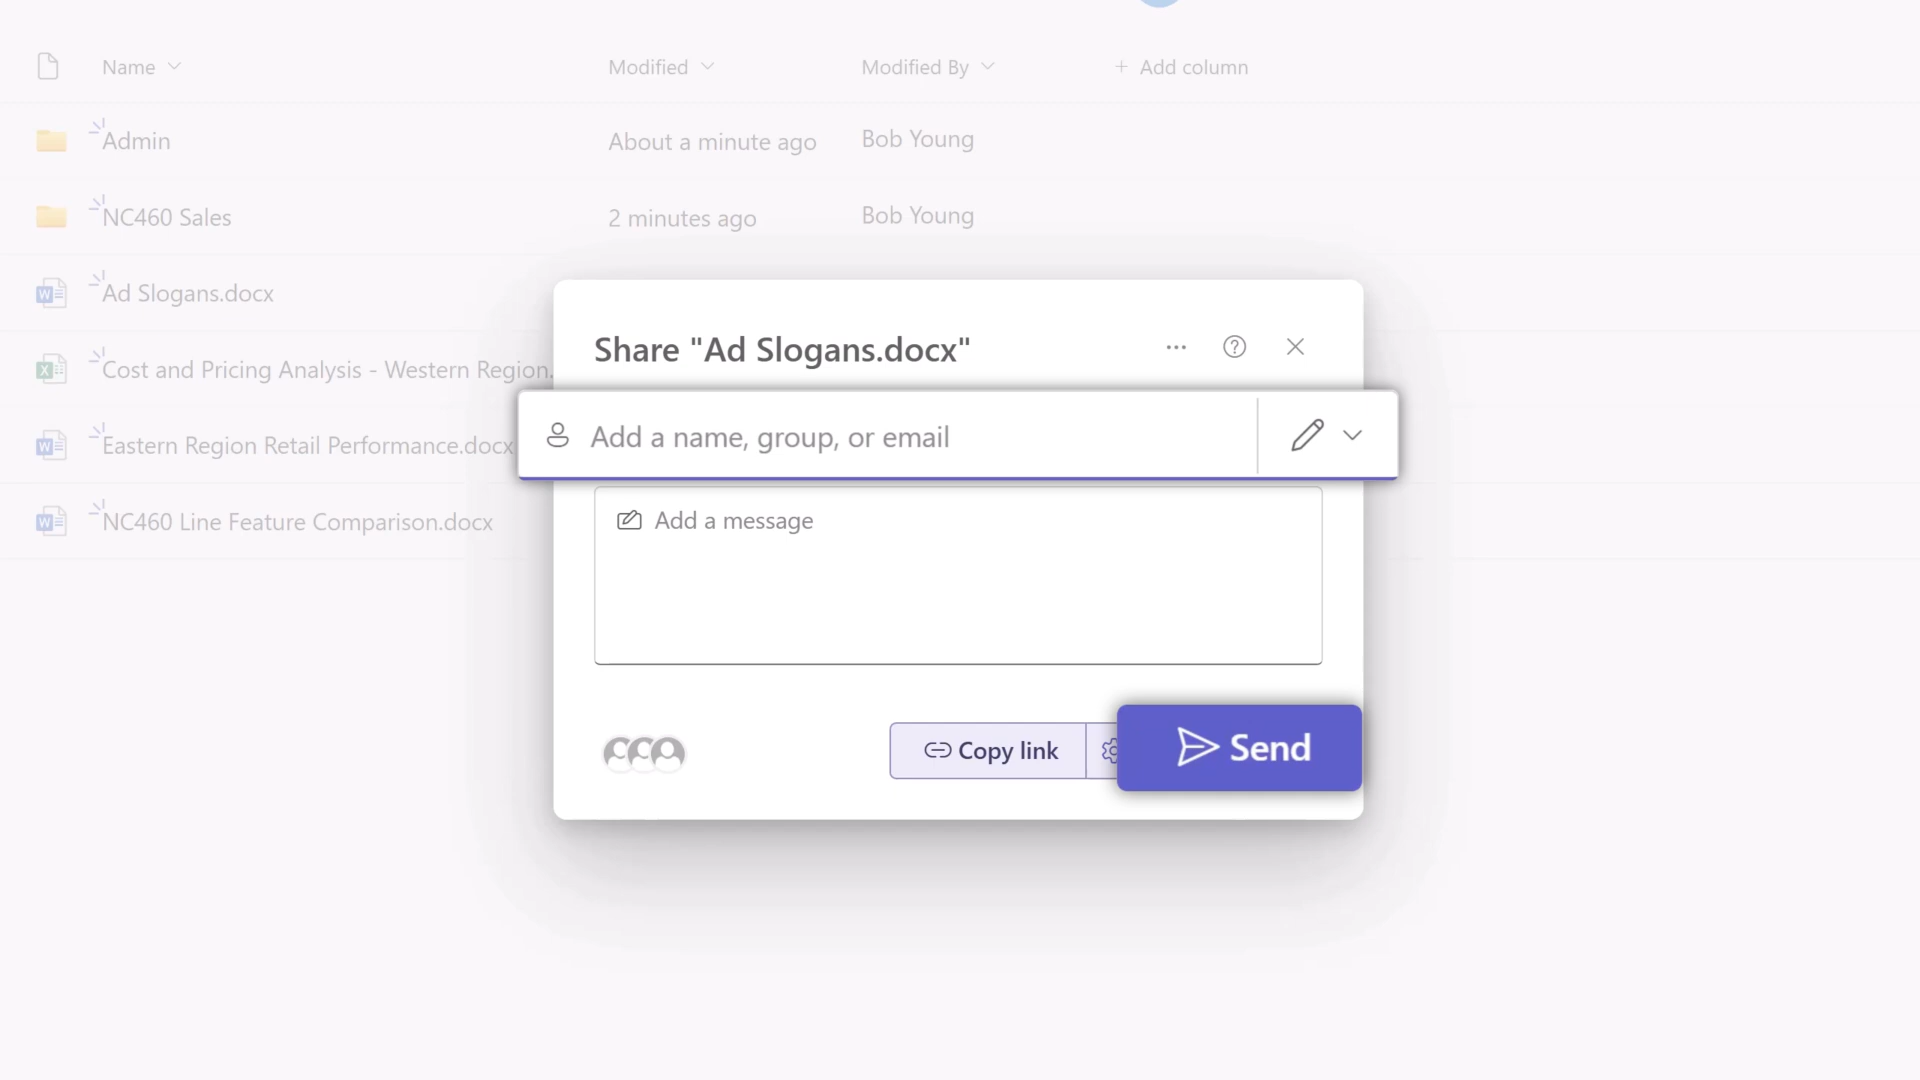 Name Modified Modified By + Add column
Admin About a minute ago Bob Young
NC460 Sales 2 minutes ago Bob Young
Ad Slogans.docx
Cost and Pricing Analysis - Western Region.
Eastern Region Retail Performance.docx
NC460 Line Feature Comparison.docx
Share "Ad Slogans.docx"
Add a name, group, or email
Add a message
Copy link
Send